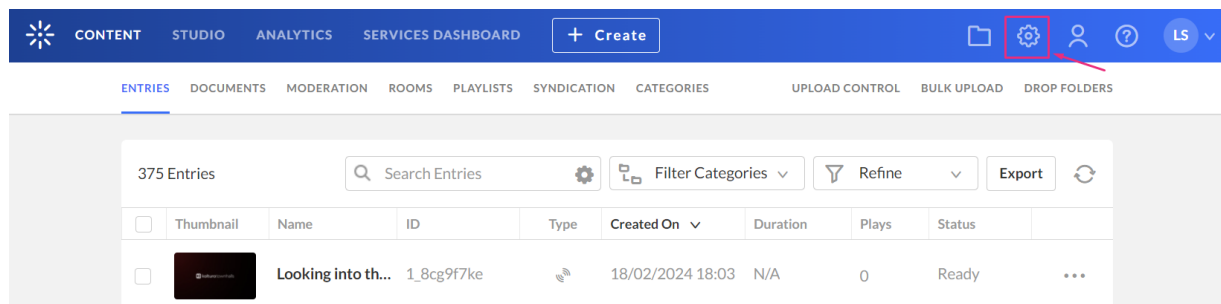 CONTENT STUDIO ANALYTICS SERVICES DASHBOARD + Create LS
ENTRIES DOCUMENTS MODERATION ROOMS PLAYLISTS SYNDICATION CATEGORIES UPLOAD CONTROL BULK UPLOAD DROP FOLDERS
375 Entries Search Entries Filter Categories Refine Export
Thumbnail Name ID Type Created On Duration Plays Status
Looking into th... 1_8cg9f7ke 18/02/2024 18:03 N/A 0 Ready